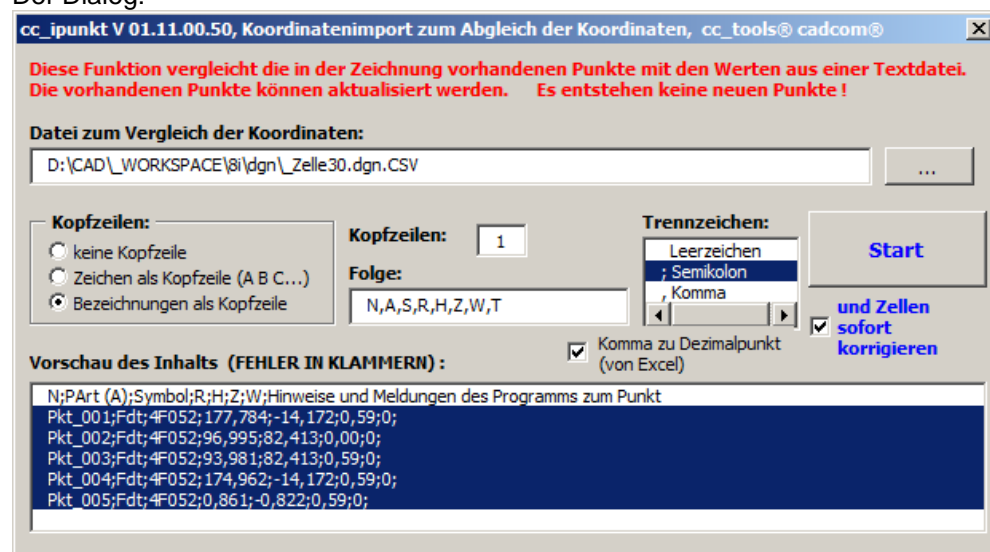 Der Dialog:
cc_ipunkt V 01.11.00.50, Koordinatenimport zum Abgleich der Koordinaten, cc_tools® cadcom®
Diese Funktion vergleicht die in der Zeichnung vorhandenen Punkte mit den Werten aus einer Textdatei.
Die vorhandenen Punkte können aktualisiert werden. Es entstehen keine neuen Punkte !
Datei zum Vergleich der Koordinaten:
D:\CAD\_WORKSPACE\8i\dgn\_Zelle30.dgn.CSV
...
Kopfzeilen:
keine Kopfzeile
Zeichen als Kopfzeile (A B C...)
Bezeichnungen als Kopfzeile
Kopfzeilen: 1
Folge:
N,A,S,R,H,Z,W,T
Trennzeichen:
Leerzeichen
; Semikolon
, Komma
Start
und Zellen
sofort
korrigieren
Komma zu Dezimalpunkt
(von Excel)
Vorschau des Inhalts (FEHLER IN KLAMMERN) :
N;PArt (A);Symbol;R;H;Z;W;Hinweise und Meldungen des Programms zum Punkt
Pkt_001;Fdt;4F052;177,784;-14,172;0,59;0;
Pkt_002;Fdt;4F052;96,995;82,413;0,00;0;
Pkt_003;Fdt;4F052;93,981;82,413;0,59;0;
Pkt_004;Fdt;4F052;174,962;-14,172;0,59;0;
Pkt_005;Fdt;4F052;0,861;-0,822;0,59;0;